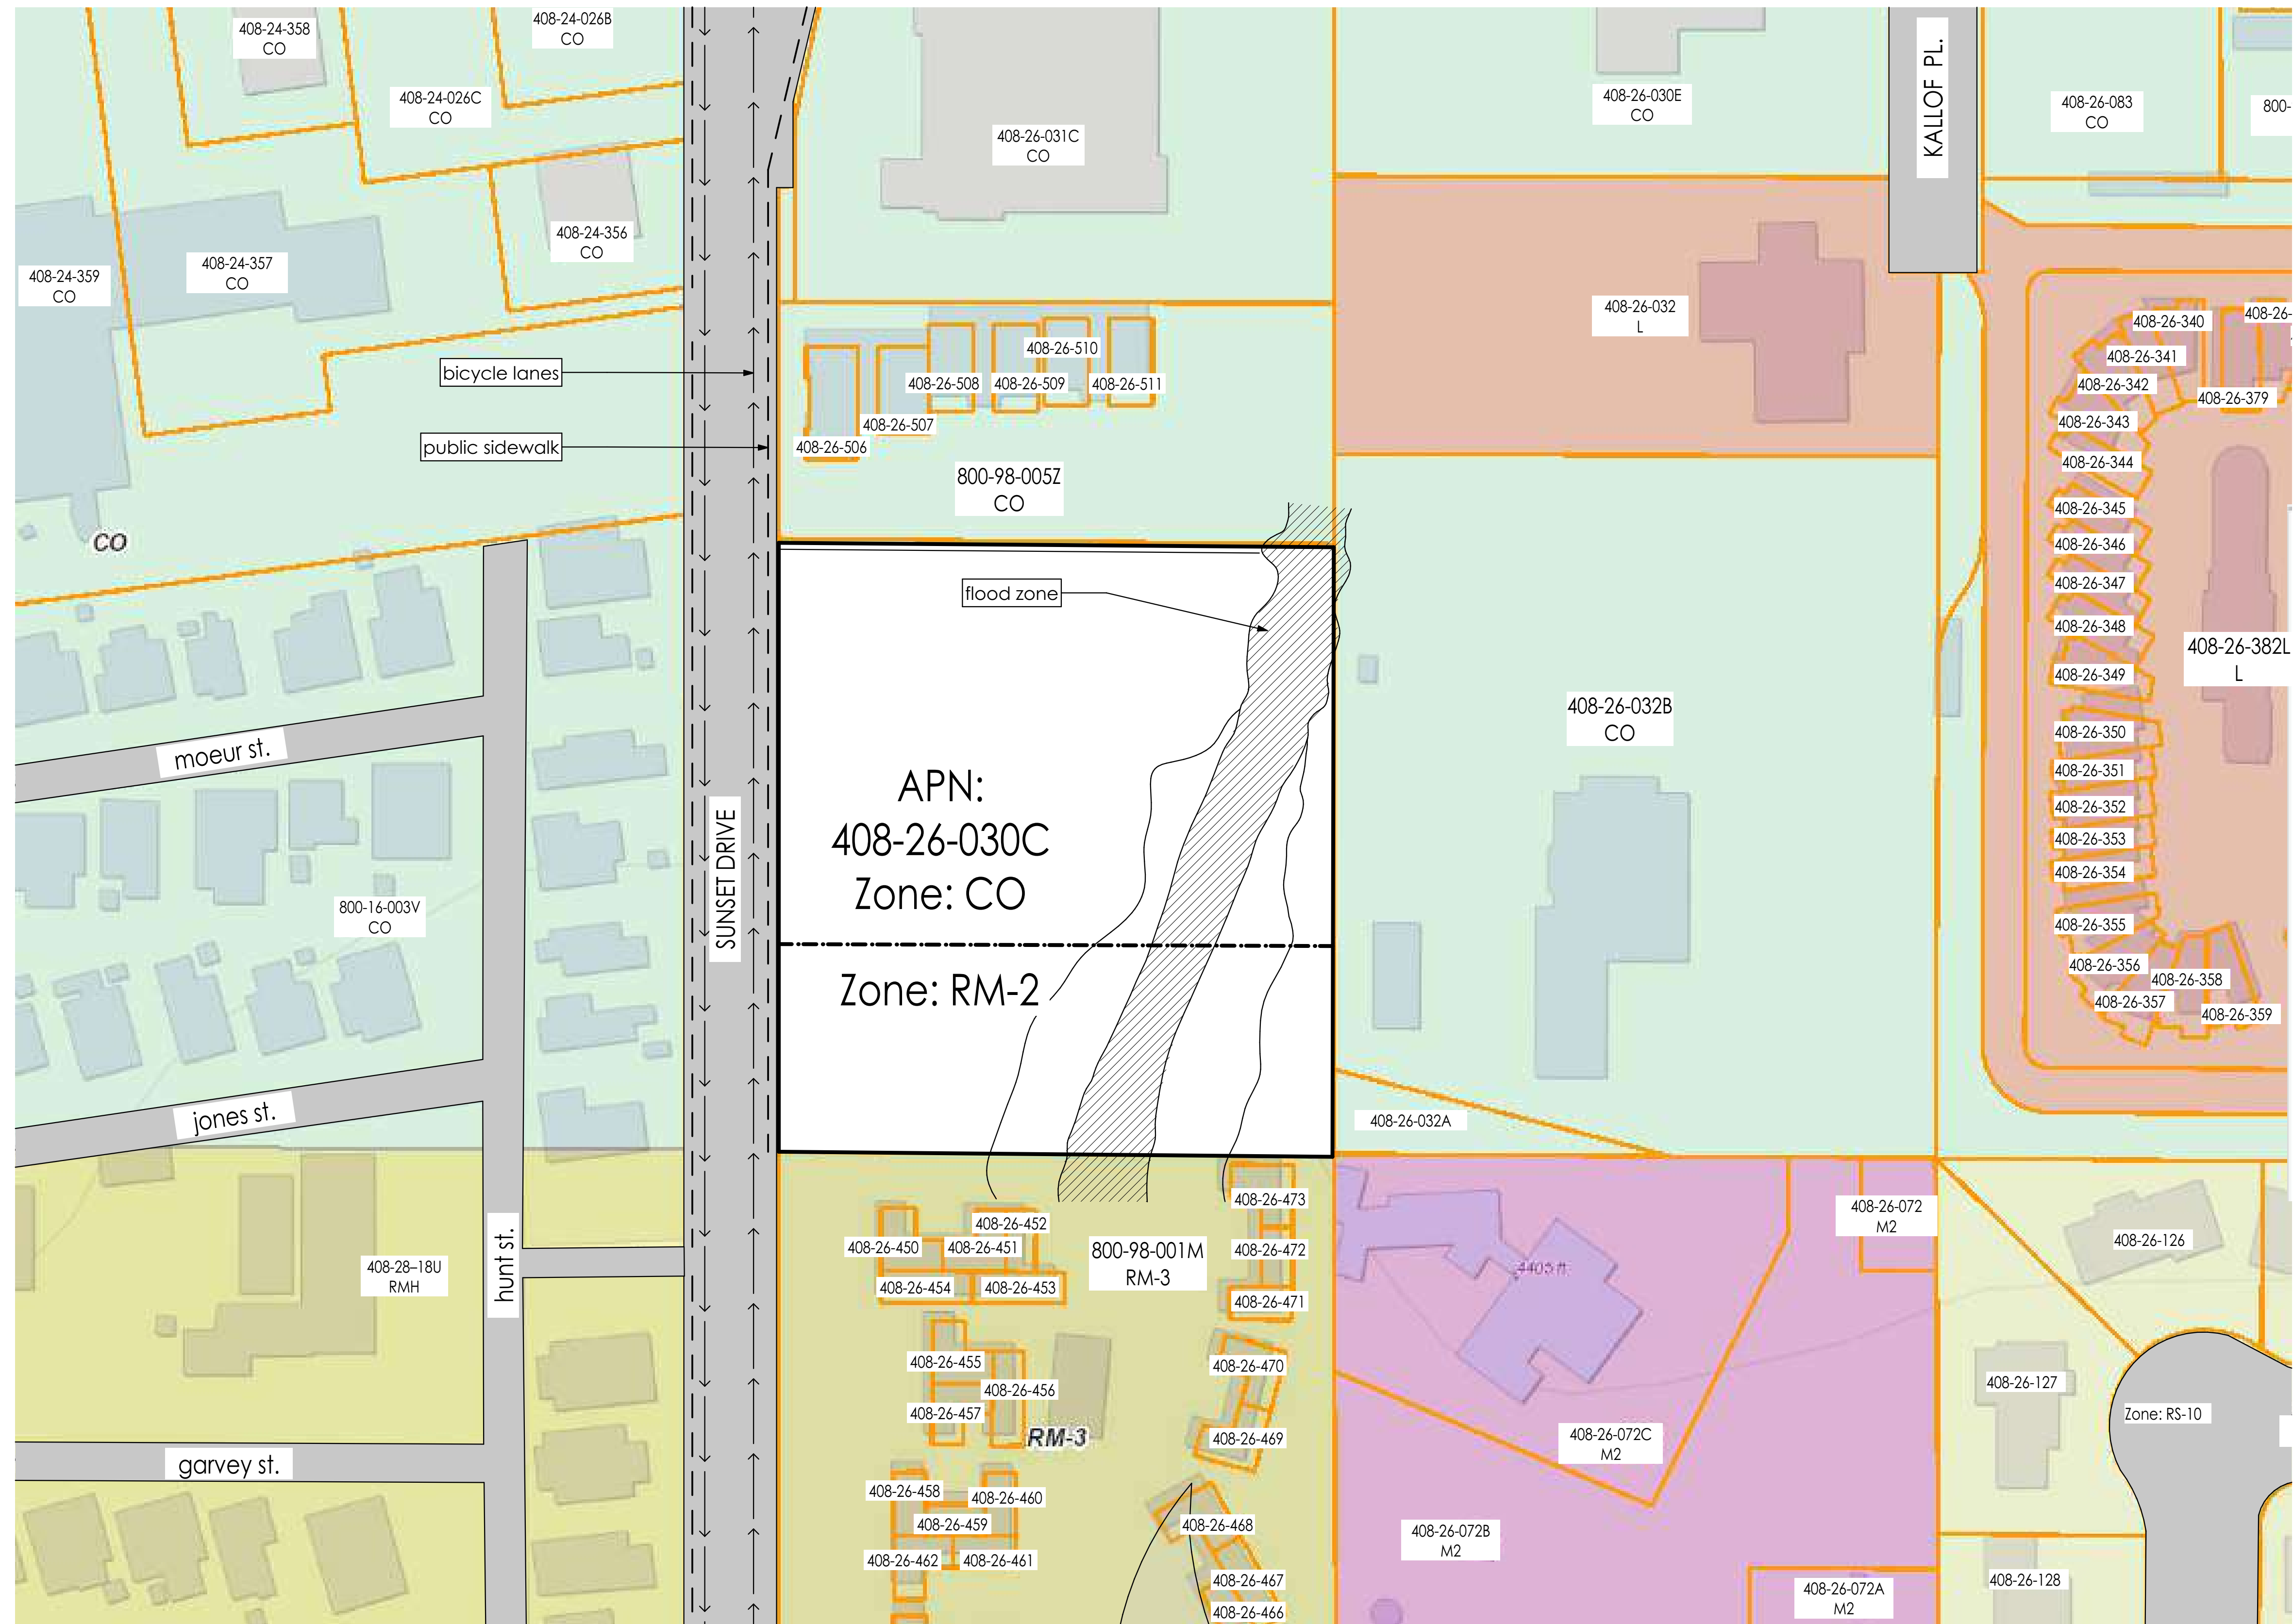 408-24-358
CO
408-24-026B
CO
408-24-026C
CO
408-24-356
CO
408-24-357
CO
408-24-359
CO
CO
bicycle lanes
public sidewalk
408-26-031C
CO
408-26-030E
CO
KALLOF PL.
408-26-083
CO
800-
408-26-032
L
408-26-506
408-26-507
408-26-508
408-26-509
408-26-510
408-26-511
800-98-005Z
CO
flood zone
APN:
408-26-030C
Zone: CO
Zone: RM-2
SUNSET DRIVE
moeur st.
800-16-003V
CO
jones st.
hunt st.
408-28–18U
RMH
garvey st.
408-26-032B
CO
408-26-032A
408-26-340
408-26-
408-26-341
408-26-342
408-26-379
408-26-343
408-26-344
408-26-345
408-26-346
408-26-347
408-26-348
408-26-349
408-26-382L
L
408-26-350
408-26-351
408-26-352
408-26-353
408-26-354
408-26-355
408-26-356
408-26-358
408-26-357
408-26-359
408-26-473
408-26-452
408-26-450
408-26-451
408-26-472
800-98-001M
RM-3
408-26-454
408-26-453
408-26-471
408-26-455
408-26-470
408-26-456
408-26-457
408-26-469
RM-3
408-26-458
408-26-460
408-26-459
408-26-468
408-26-462
408-26-461
408-26-467
408-26-466
4405 ft
408-26-072
M2
408-26-072C
M2
408-26-072B
M2
408-26-072A
M2
408-26-126
408-26-127
Zone: RS-10
408-26-128